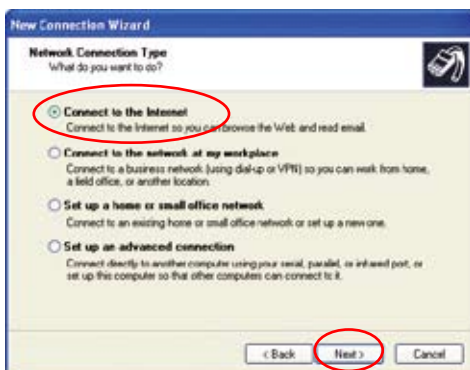 New Connection Wizard
Network Connection Type
What do you want to do?
Connect to the Internet
Connect to the Internet so you can browse the Web and read email.
Connect to the network at my workplace
Connect to a business network (using dial-up or VPN) so you can work from home,
a field office, or another location.
Set up a home or small office network
Connect to an existing home or small office network or set up a new one.
Set up an advanced connection
Connect directly to another computer using your serial, parallel, or infrared port, or
set up this computer so that other computers can connect to it.
< Back Next > Cancel